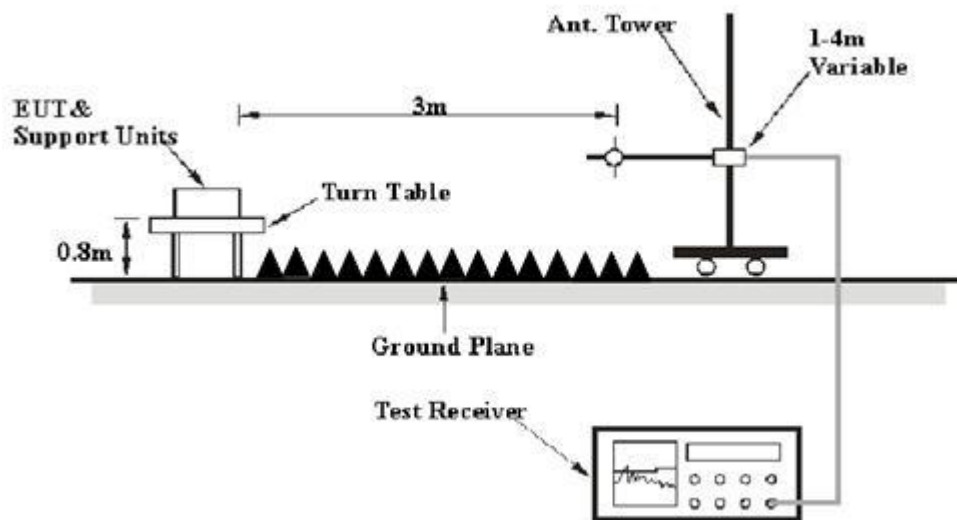 Ant. Tower
1-4m
Variable
EUT&
Support Units
3m
Turn Table
0.8m
Ground Plane
Test Receiver